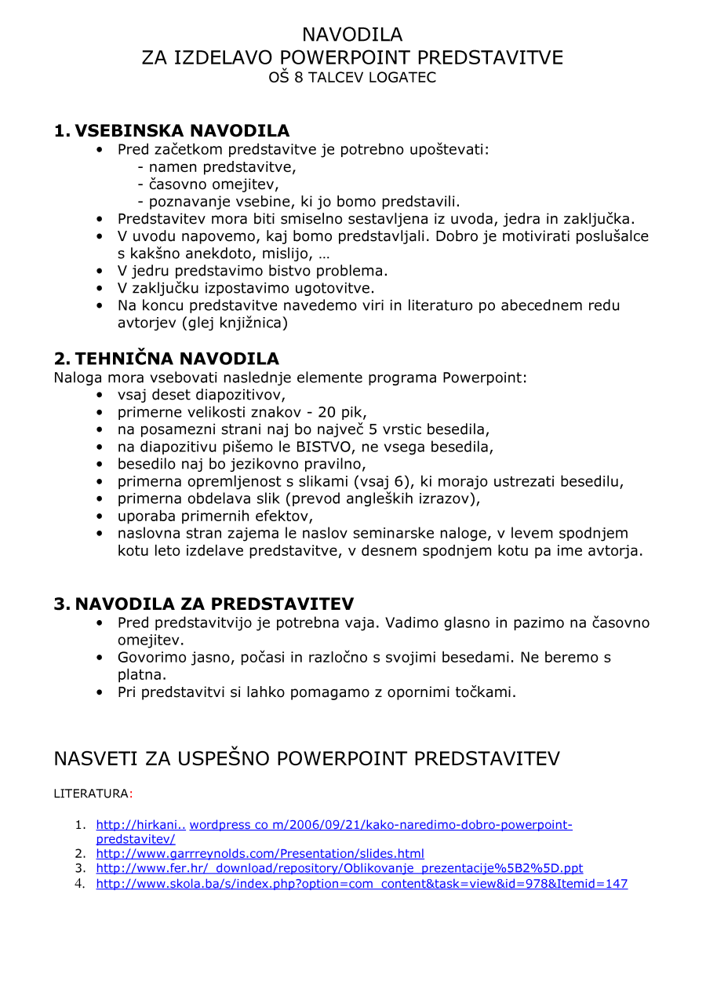 NAVODILA
ZA IZDELAVO POWERPOINT PREDSTAVITVE
OŠ 8 TALCEV LOGATEC
1. VSEBINSKA NAVODILA
• Pred začetkom predstavitve je potrebno upoštevati:
- namen predstavitve,
- časovno omejitev,
- poznavanje vsebine, ki jo bomo predstavili.
• Predstavitev mora biti smiselno sestavljena iz uvoda, jedra in zaključka.
• V uvodu napovemo, kaj bomo predstavljali. Dobro je motivirati poslušalce
s kakšno anekdoto, mislijo, …
• V jedru predstavimo bistvo problema.
• V zaključku izpostavimo ugotovitve.
• Na koncu predstavitve navedemo viri in literaturo po abecednem redu
avtorjev (glej knjižnica)
2. TEHNIČNA NAVODILA
Naloga mora vsebovati naslednje elemente programa Powerpoint:
• vsaj deset diapozitivov,
• primerne velikosti znakov - 20 pik,
• na posamezni strani naj bo največ 5 vrstic besedila,
• na diapozitivu pišemo le BISTVO, ne vsega besedila,
• besedilo naj bo jezikovno pravilno,
• primerna opremljenost s slikami (vsaj 6), ki morajo ustrezati besedilu,
• primerna obdelava slik (prevod angleških izrazov),
• uporaba primernih efektov,
• naslovna stran zajema le naslov seminarske naloge, v levem spodnjem
kotu leto izdelave predstavitve, v desnem spodnjem kotu pa ime avtorja.
3. NAVODILA ZA PREDSTAVITEV
• Pred predstavitvijo je potrebna vaja. Vadimo glasno in pazimo na časovno
omejitev.
• Govorimo jasno, počasi in razločno s svojimi besedami. Ne beremo s
platna.
• Pri predstavitvi si lahko pomagamo z opornimi točkami.
NASVETI ZA USPEŠNO POWERPOINT PREDSTAVITEV
LITERATURA:
1. http://hirkani.. wordpress co m/2006/09/21/kako-naredimo-dobro-powerpoint-
predstavitev/
2. http://www.garrreynolds.com/Presentation/slides.html
3. http://www.fer.hr/_download/repository/Oblikovanje_prezentacije%5B2%5D.ppt
4. http://www.skola.ba/s/index.php?option=com_content&task=view&id=978&Itemid=147